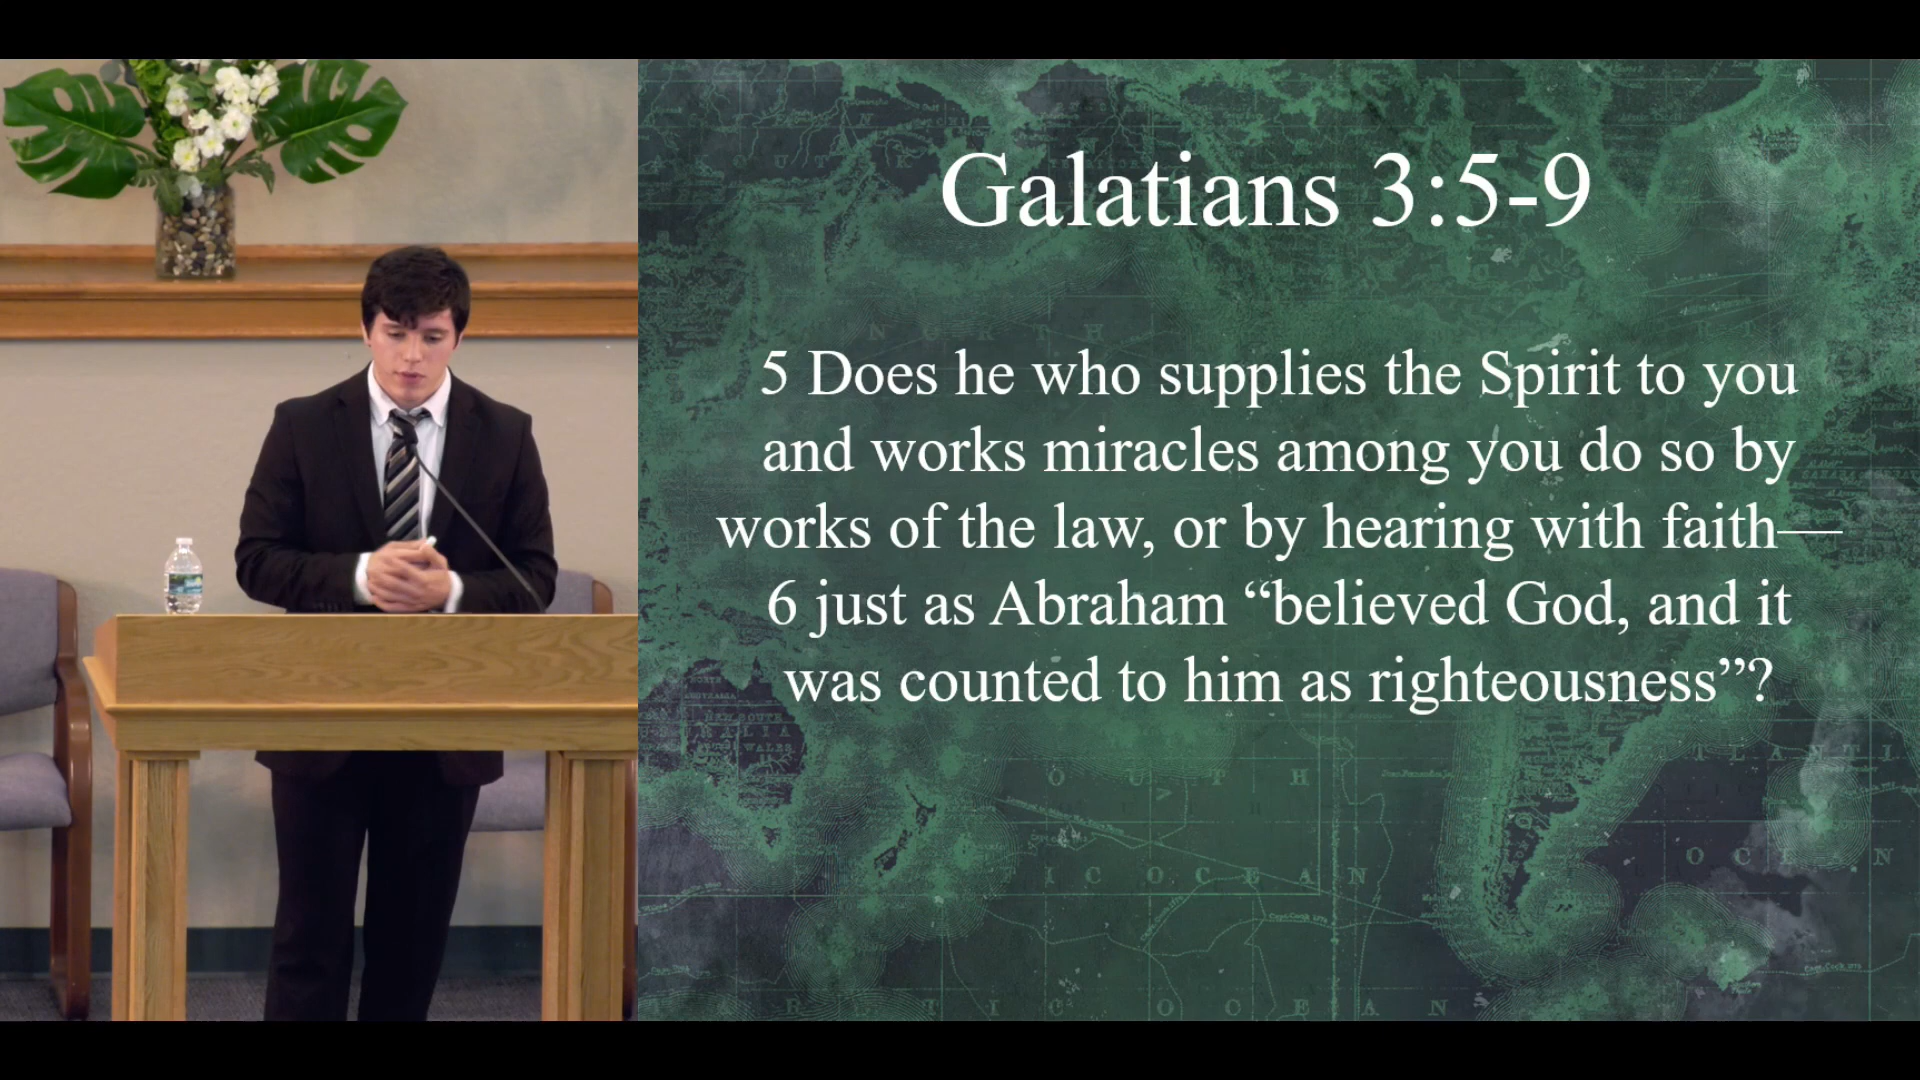 Galatians 3:5-9
5 Does he who supplies the Spirit to you
and works miracles among you do so by
works of the law, or by hearing with faith—
6 just as Abraham “believed God, and it
was counted to him as righteousness”?
N O R T H
O U T H
I C O C E A N
O C E A N
T I C O C E A N